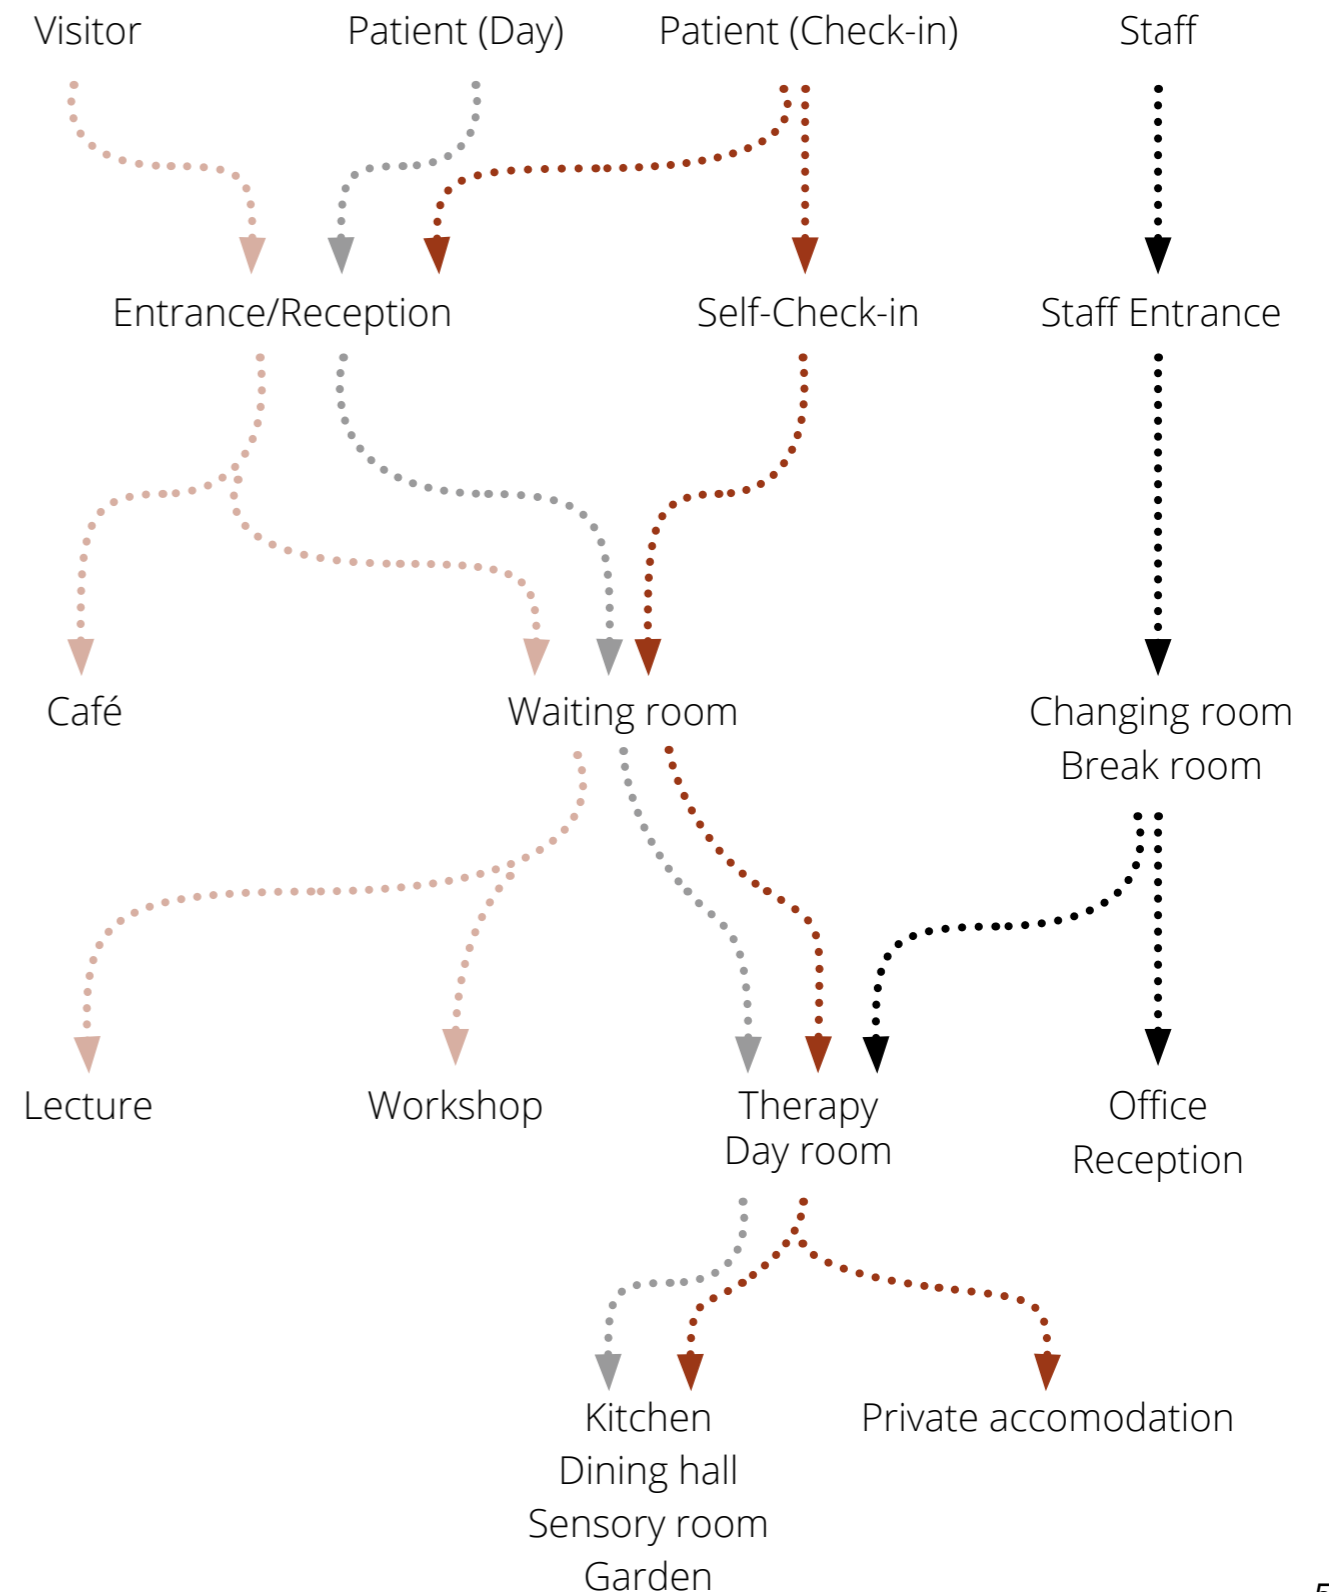 Visitor
Patient (Day)
Patient (Check-in)
Staff
Entrance/Reception
Self-Check-in
Staff Entrance
Café
Waiting room
Changing room
Break room
Lecture
Workshop
Therapy
Day room
Office
Reception
Kitchen
Dining hall
Sensory room
Garden
Private accomodation